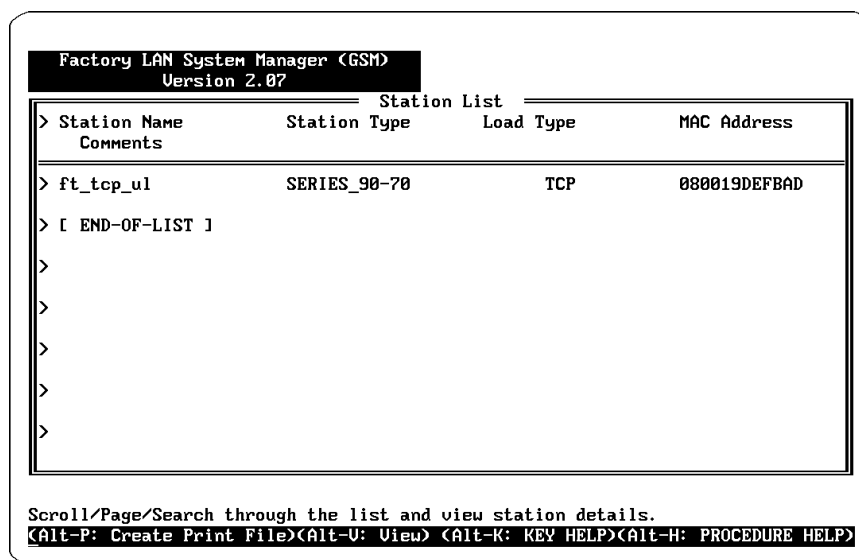 Factory LAN System Manager (GSM)
Version 2.07
Station List
> Station Name Station Type Load Type MAC Address
Comments
> ft_tcp_ul SERIES_90-70 TCP 080019DEFBAD
> [ END-OF-LIST ]
>
>
>
>
>
Scroll/Page/Search through the list and view station details.
(Alt-P: Create Print File)(Alt-V: View) (Alt-K: KEY HELP)(Alt-H: PROCEDURE HELP)